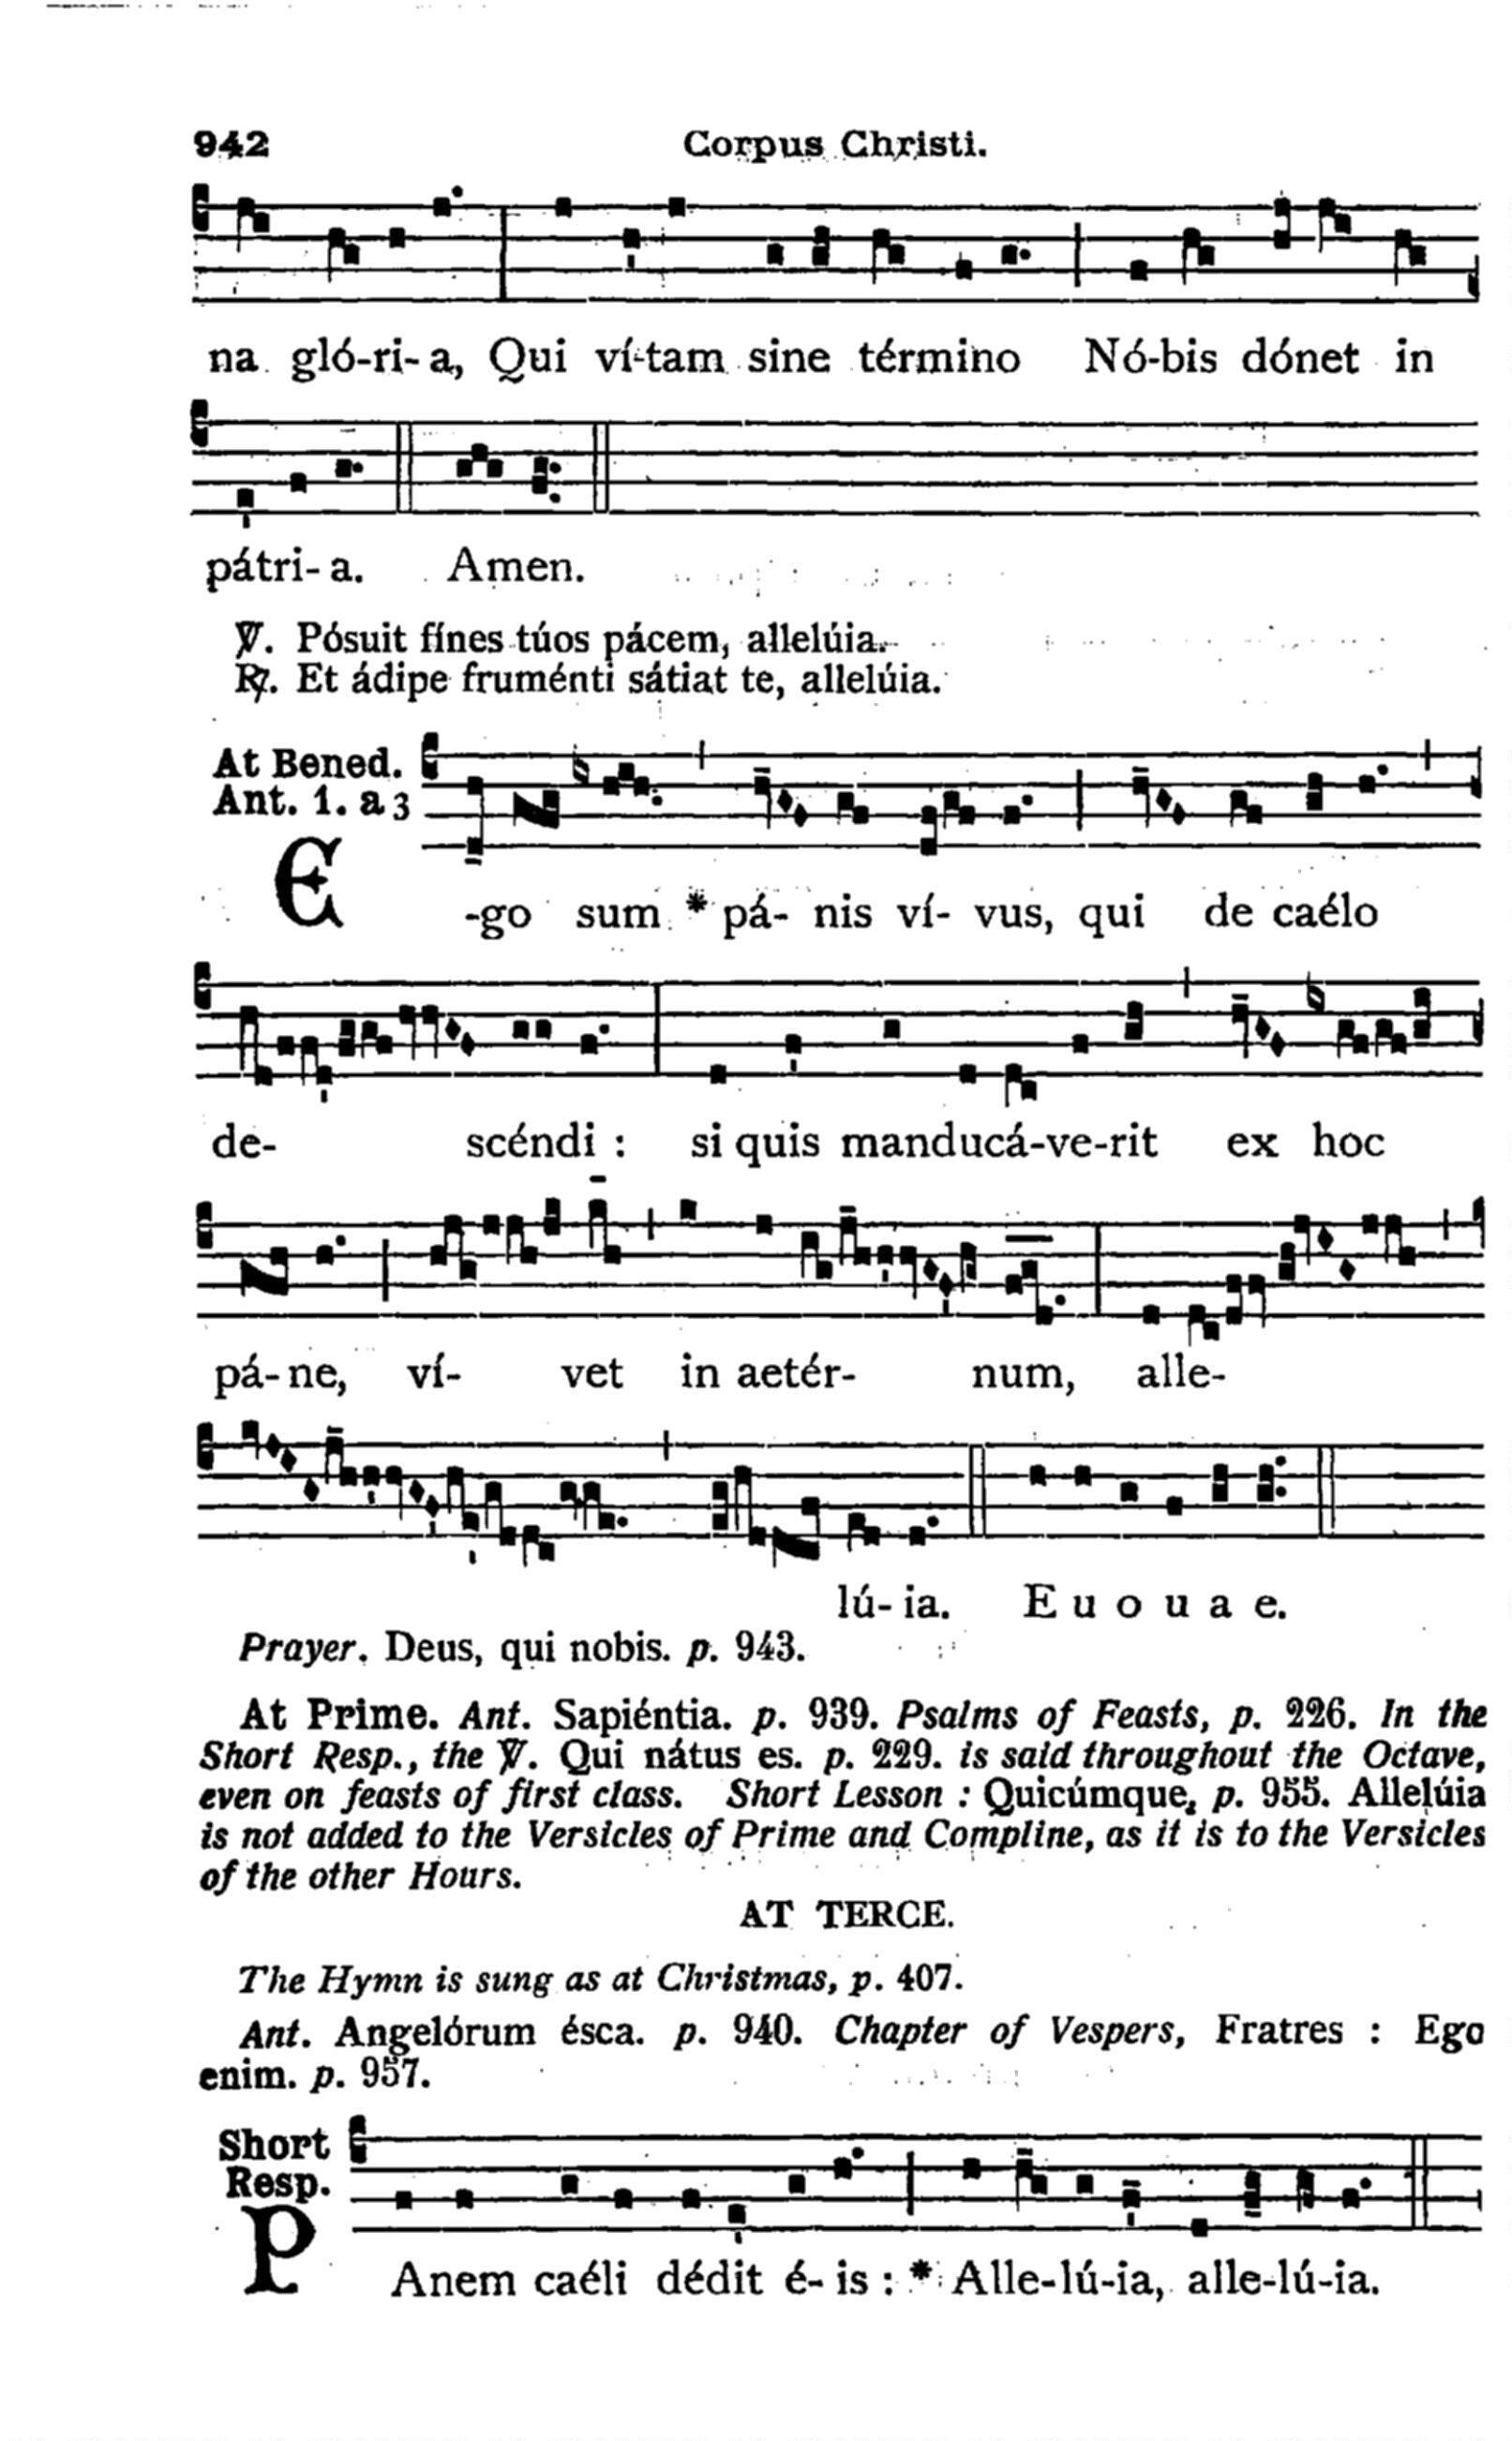 942 Corpus Christi.
na gló-ri- a, Qui ví-tam sine término Nó-bis dónet in
pátri- a. Amen.
℣. Pósuit fínes túos pácem, allelúia.
℟. Et ádipe fruménti sátiat te, allelúia.
At Bened.
Ant. 1. a 3
E -go sum * pá- nis ví- vus, qui de caélo
de- scéndi : si quis manducá-ve-rit ex hoc
pá- ne, ví- vet in aetér- num, alle-
lú- ia. E u o u a e.
Prayer. Deus, qui nobis. p. 943.
At Prime. Ant. Sapiéntia. p. 939. Psalms of Feasts, p. 226. In the
Short Resp., the ℣. Qui nátus es. p. 229. is said throughout the Octave,
even on feasts of first class. Short Lesson : Quicúmque, p. 955. Allelúia
is not added to the Versicles of Prime and Compline, as it is to the Versicles
of the other Hours.
AT TERCE.
The Hymn is sung as at Christmas, p. 407.
Ant. Angelórum ésca. p. 940. Chapter of Vespers, Fratres : Ego
enim. p. 957.
Short
Resp.
P Anem caéli dédit é- is : * Alle-lú-ia, alle-lú-ia.